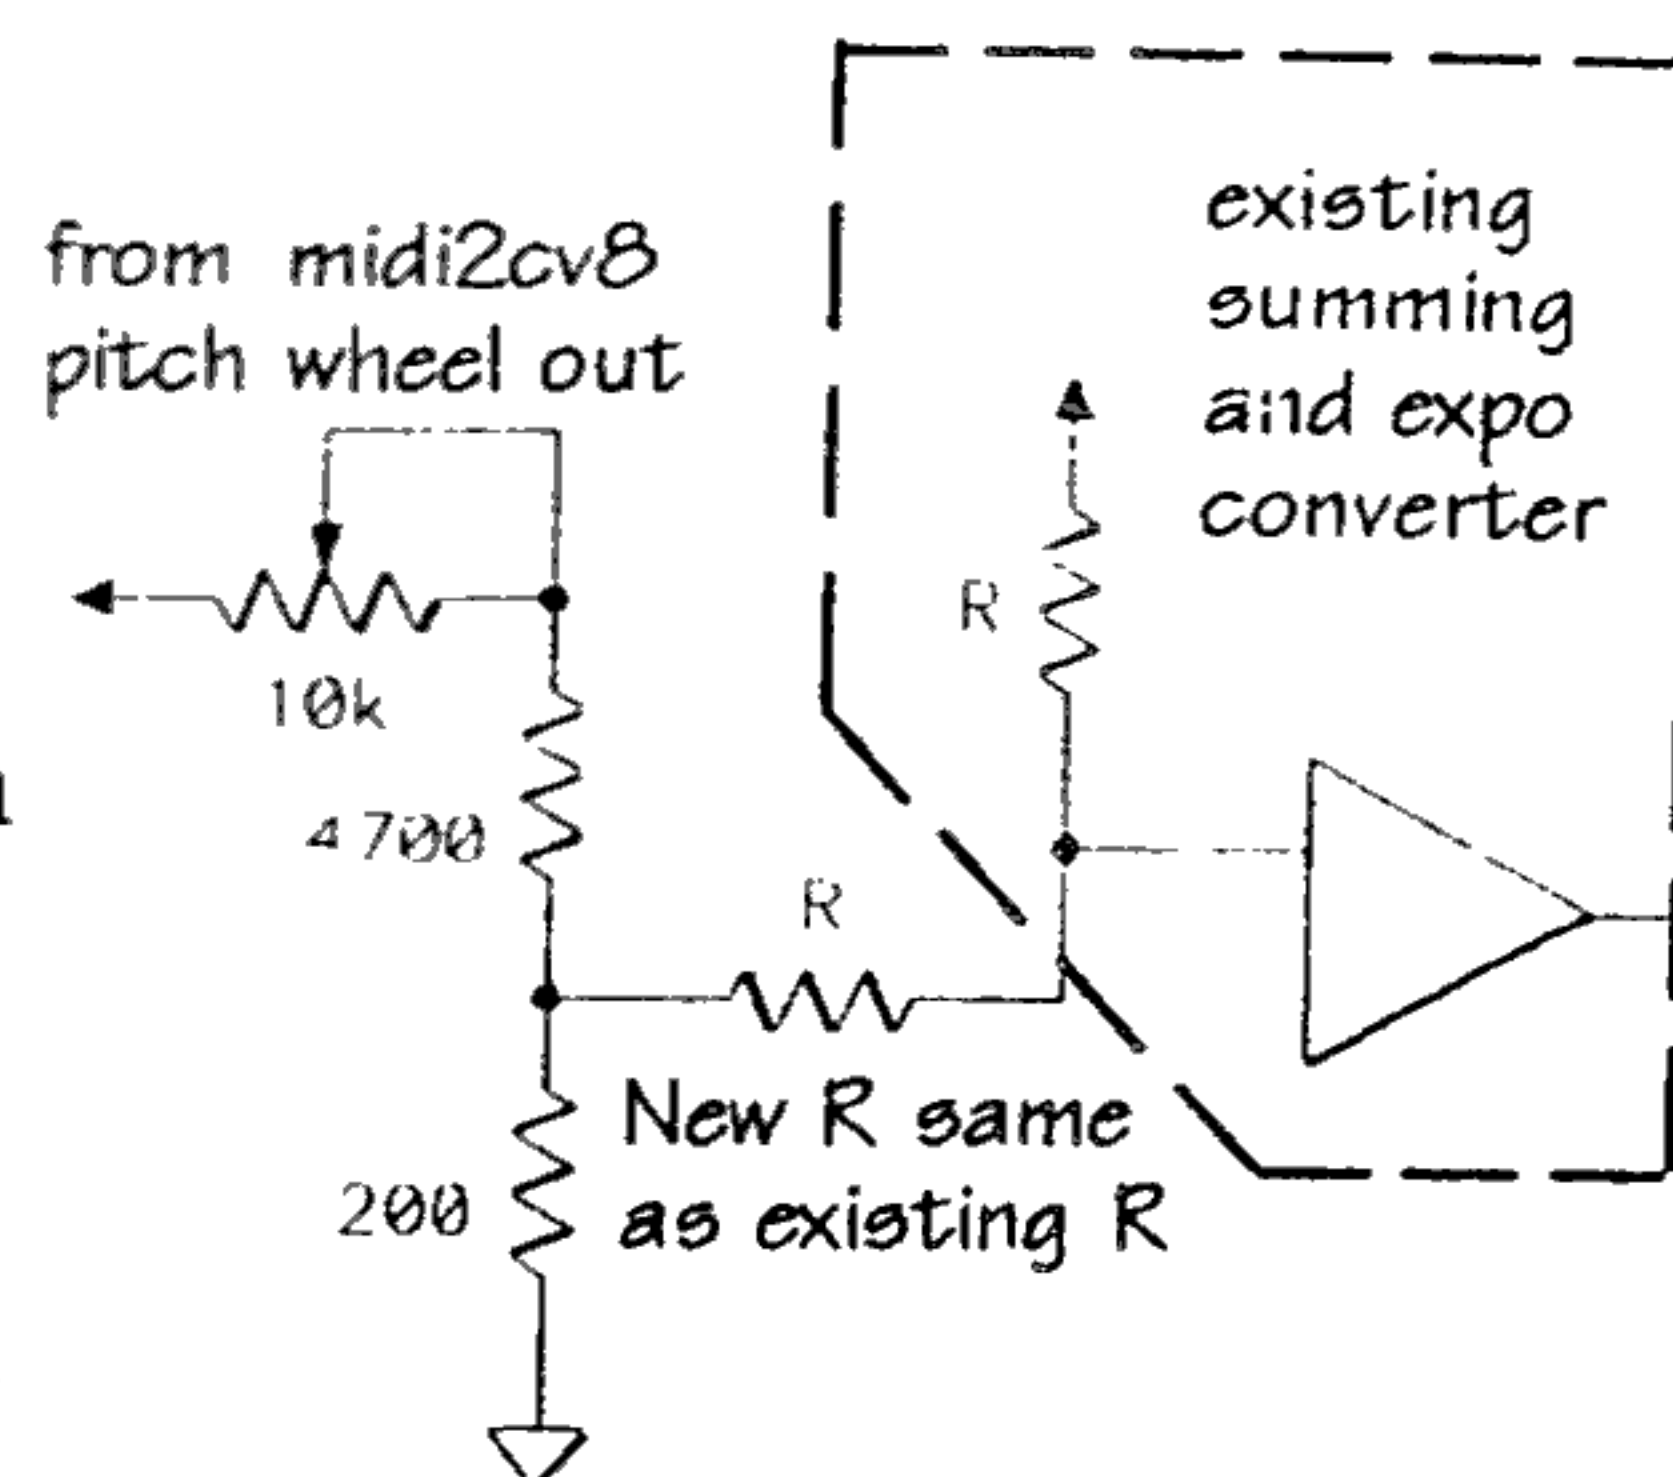 from midi2cv8
pitch wheel out
10k
4700
200
R
New R same
as existing R
R
existing
summing
and expo
converter